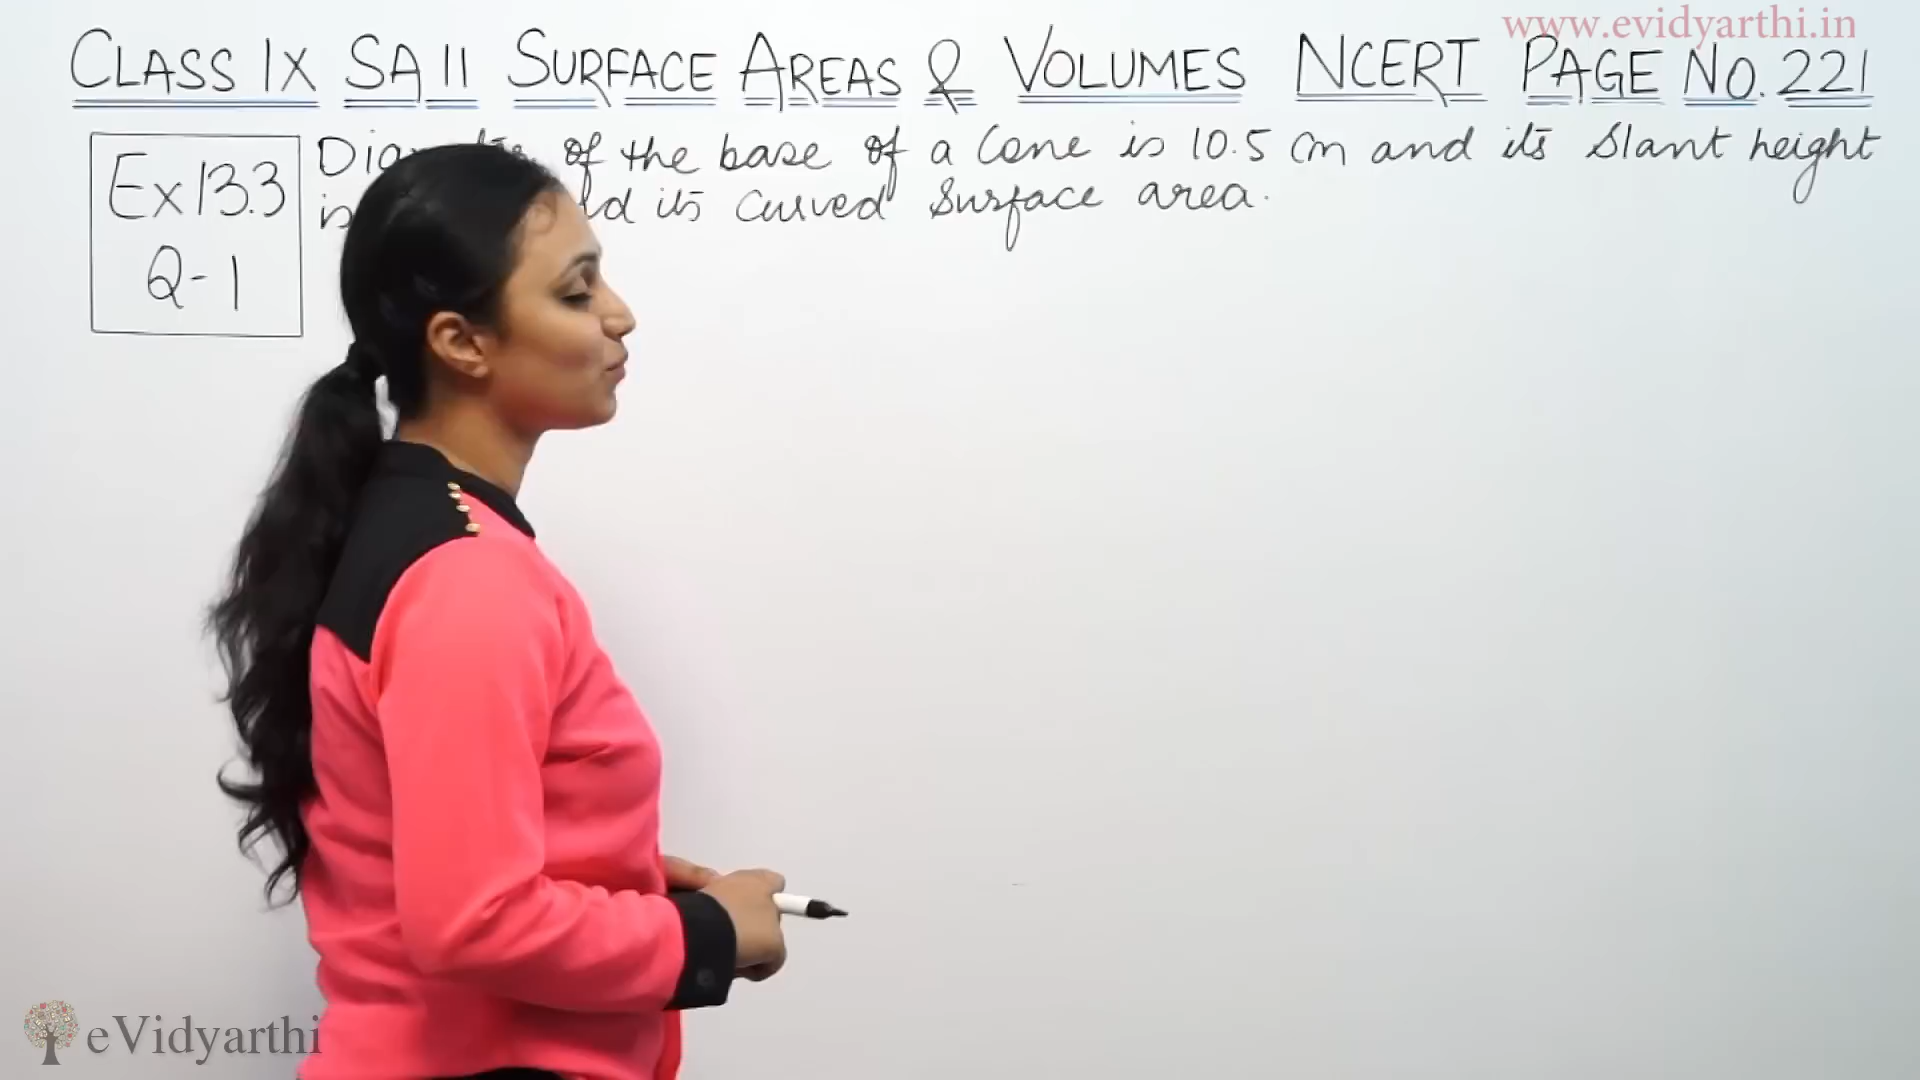 www.evidyarthi.in
CLASS IX SA II SURFACE AREAS & VOLUMES NCERT PAGE NO. 221
Ex 13.3
Q-1
of the base of a Cone is 10.5 cm and its Slant height
is its Curved Surface area.
eVidyarthi